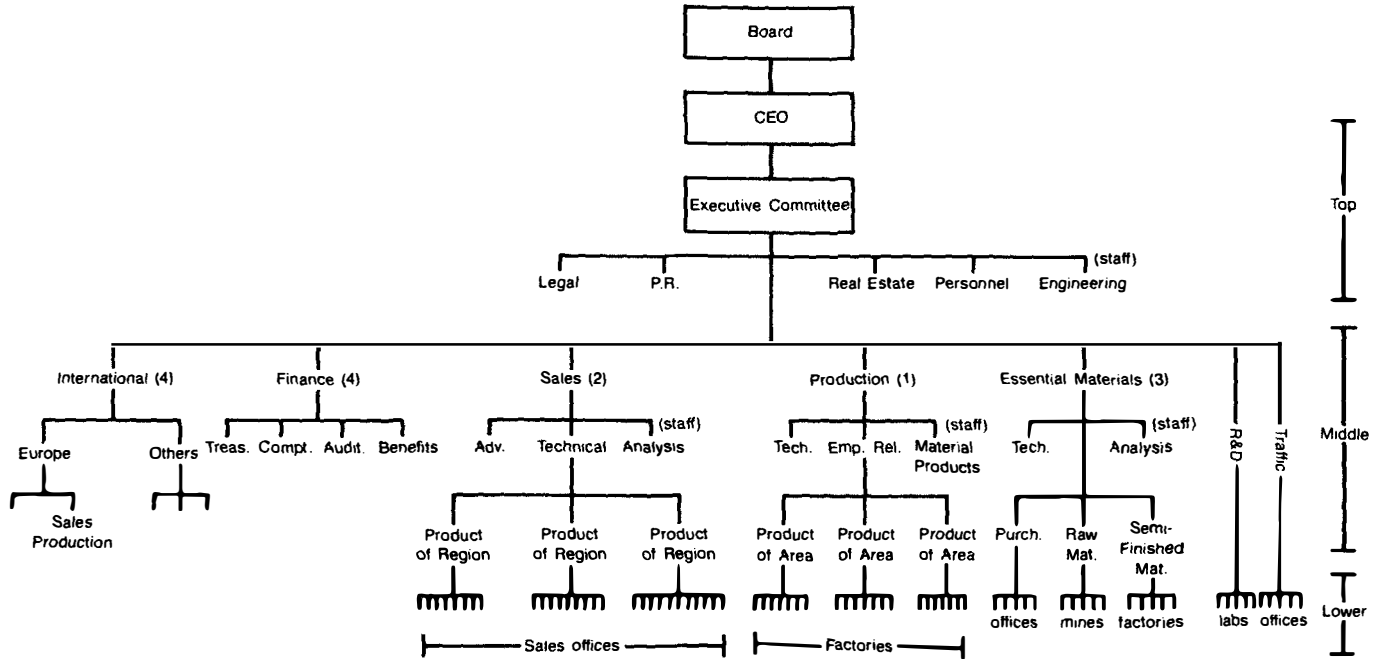 Board
CEO
Executive Committee
Top
(staff)
Legal P.R. Real Estate Personnel Engineering
International (4) Finance (4) Sales (2) Production (1) Essential Materials (3)
(staff) (staff) (staff)
Europe Others Treas. Compt. Audit. Benefits Adv. Technical Analysis Tech. Emp. Rel. Material Tech. Analysis R&D Traffic Middle
Products
Sales
Production
Product Product Product Product Product Product Purch. Raw Semi-
of Region of Region of Region of Area of Area of Area Mat. Finished
Mat.
offices mines factories labs offices Lower
Sales offices Factories